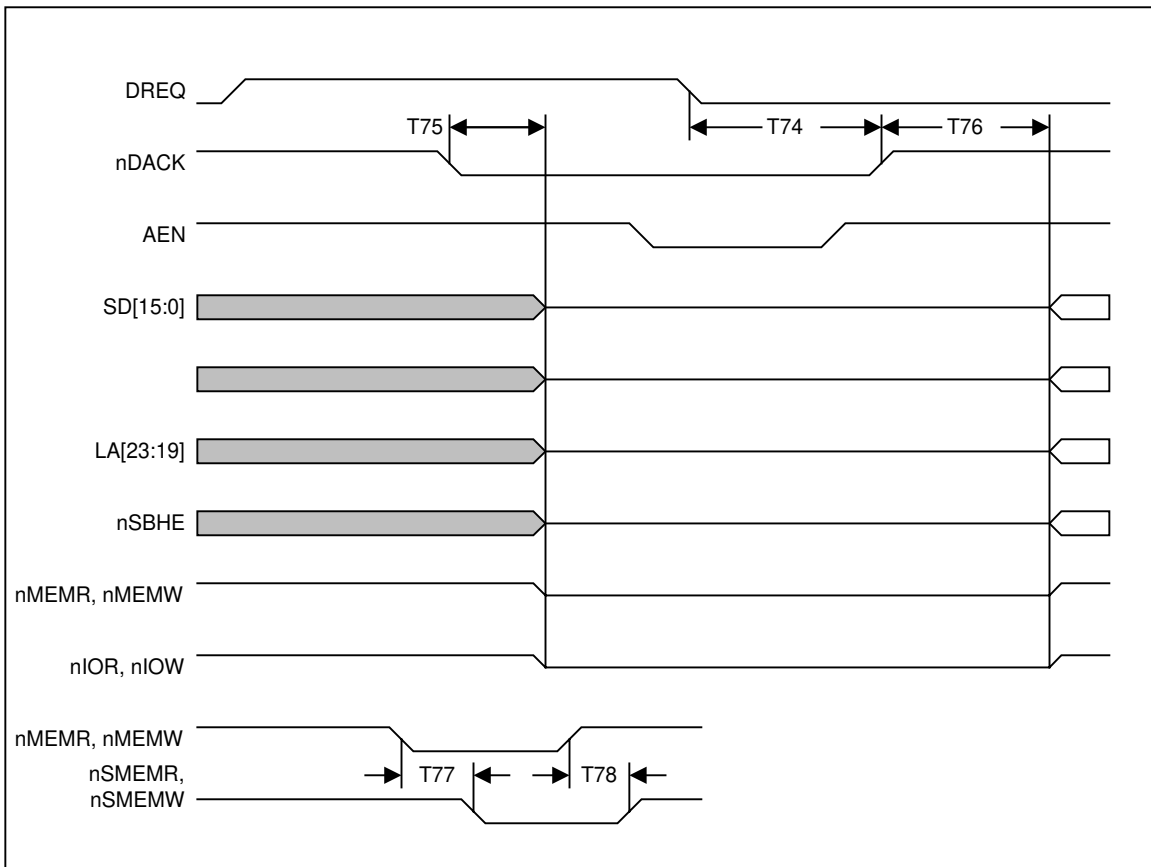 DREQ
T75
T74
T76
nDACK
AEN
SD[15:0]
LA[23:19]
nSBHE
nMEMR, nMEMW
nIOR, nIOW
nMEMR, nMEMW
T77
T78
nSMEMR,
nSMEMW